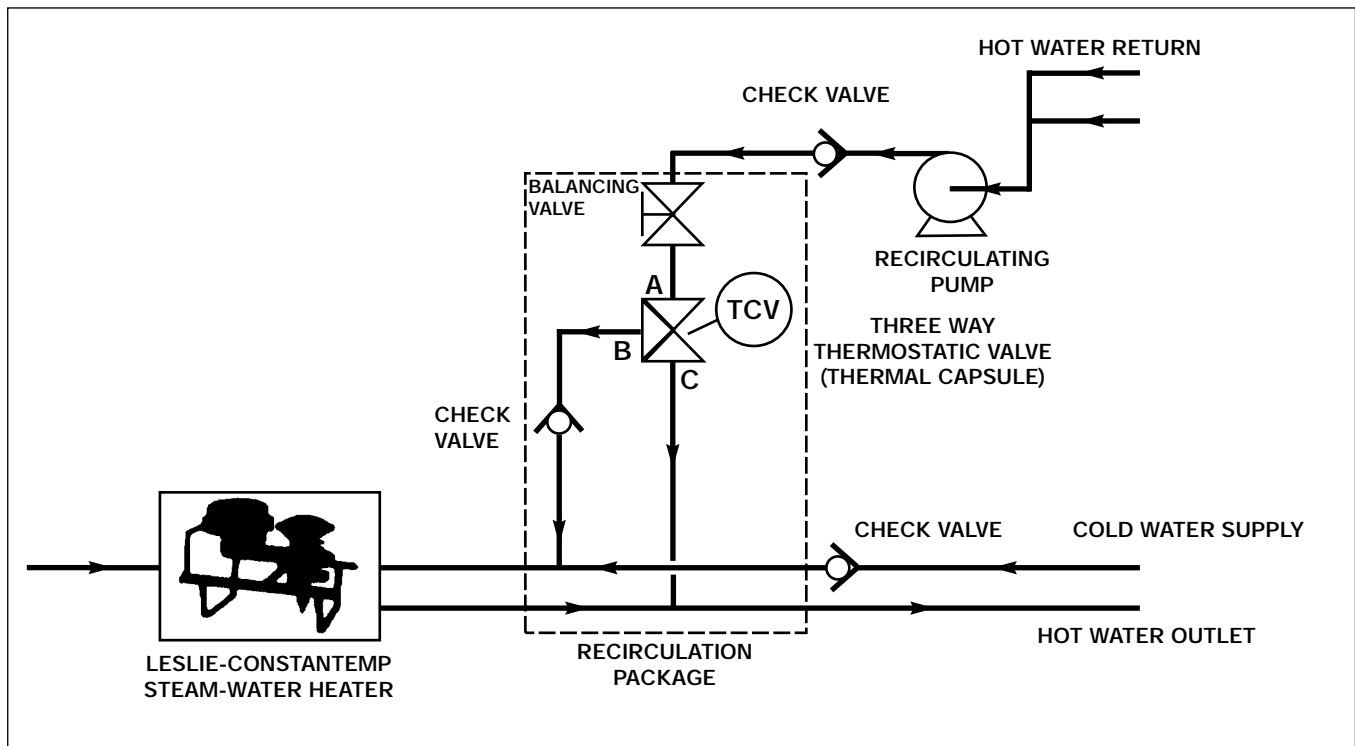 HOT WATER RETURN
CHECK VALVE
BALANCING
VALVE
RECIRCULATING
PUMP
A
TCV
THREE WAY
THERMOSTATIC VALVE
(THERMAL CAPSULE)
B
C
CHECK
VALVE
CHECK VALVE
COLD WATER SUPPLY
HOT WATER OUTLET
LESLIE-CONSTANTEMP
STEAM-WATER HEATER
RECIRCULATION
PACKAGE